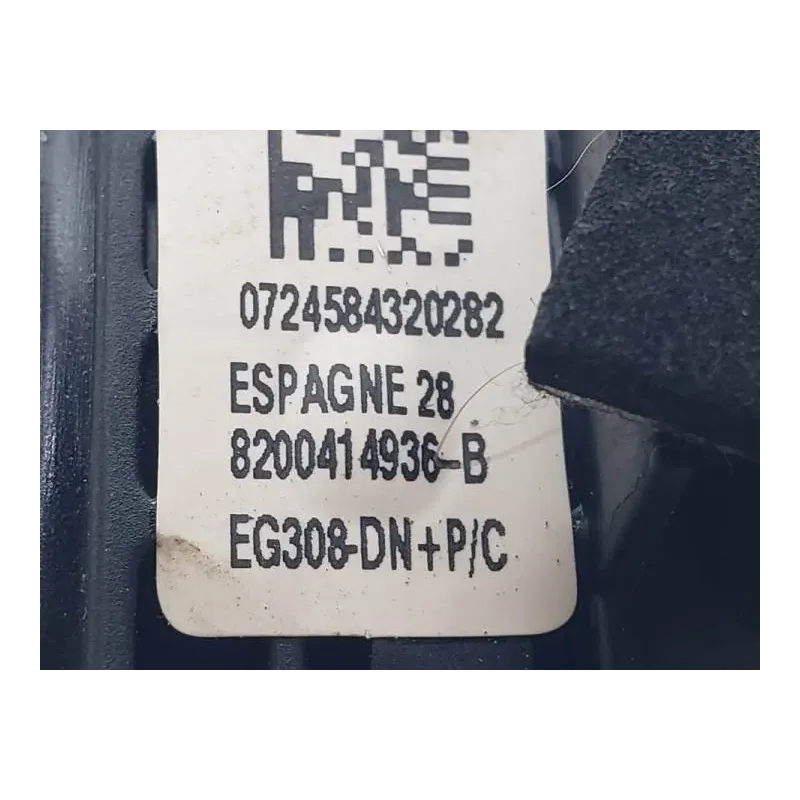 0724584320282
ESPAGNE 28
8200414936-B
EG308-DN+P/C